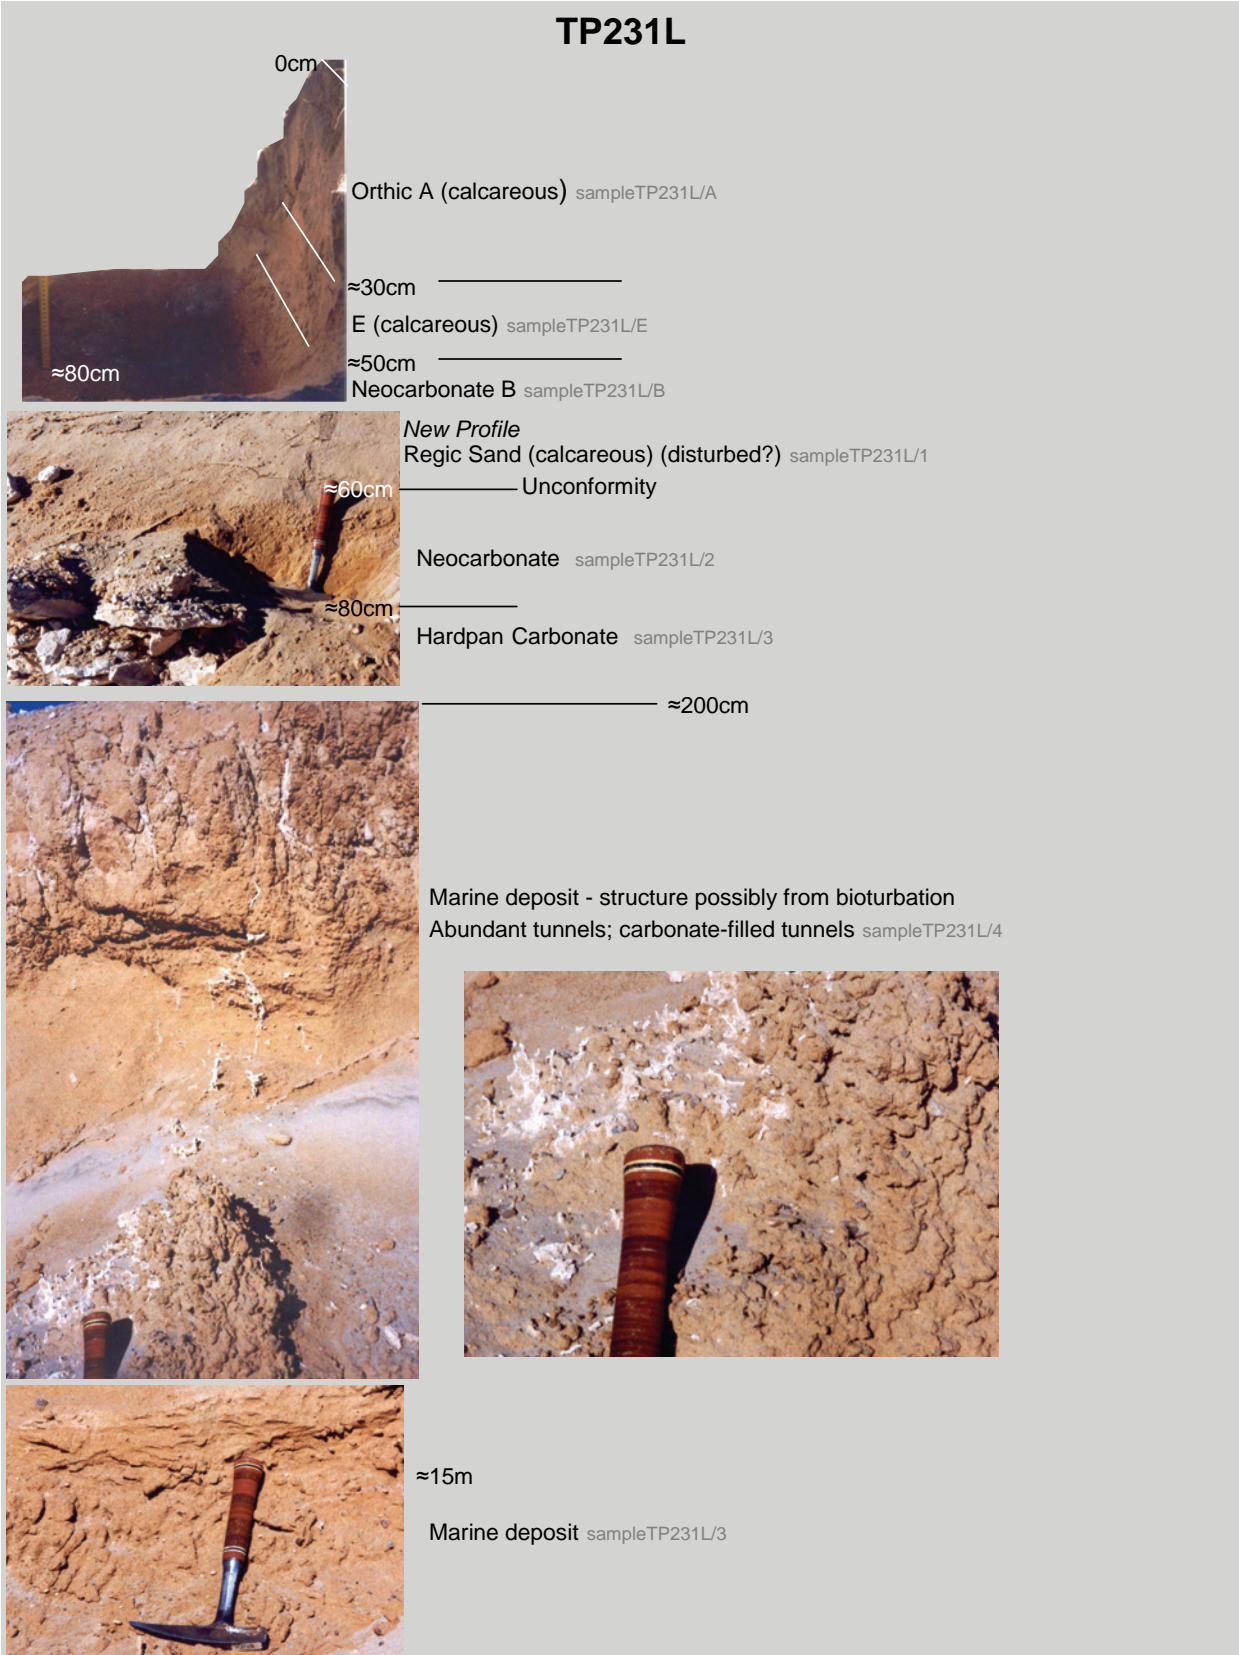 TP231L
0cm
Orthic A (calcareous) sampleTP231L/A
≈30cm
E (calcareous) sampleTP231L/E
≈50cm
≈80cm
Neocarbonate B sampleTP231L/B
New Profile
Regic Sand (calcareous) (disturbed?) sampleTP231L/1
≈60cm Unconformity
Neocarbonate sampleTP231L/2
≈80cm
Hardpan Carbonate sampleTP231L/3
≈200cm
Marine deposit - structure possibly from bioturbation
Abundant tunnels; carbonate-filled tunnels sampleTP231L/4
≈15m
Marine deposit sampleTP231L/3